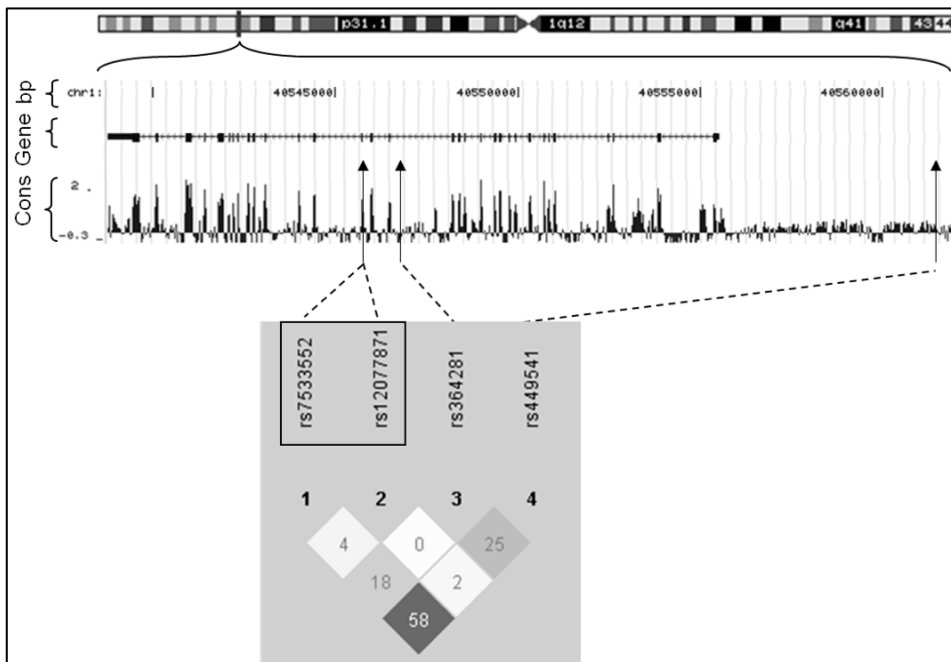 p31.1 1q12 q41 43 44
bp
chr1: 40545000 40550000 40555000 40560000
Gene
Cons
2
-0.3
rs7533552
rs12077871
rs364281
rs449541
1 2 3 4
4 0 25
18 2
58